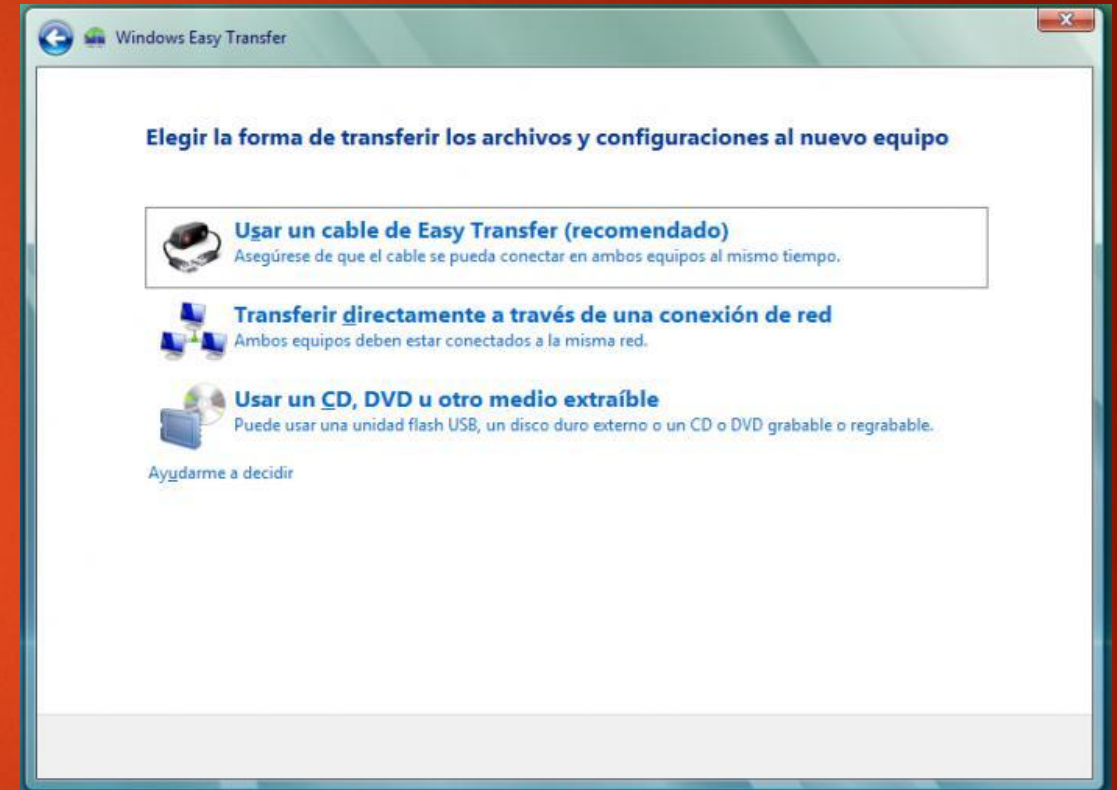 Windows Easy Transfer
Elegir la forma de transferir los archivos y configuraciones al nuevo equipo
Usar un cable de Easy Transfer (recomendado)
Asegúrese de que el cable se pueda conectar en ambos equipos al mismo tiempo.
Transferir directamente a través de una conexión de red
Ambos equipos deben estar conectados a la misma red.
Usar un CD, DVD u otro medio extraíble
Puede usar una unidad flash USB, un disco duro externo o un CD o DVD grabable o regrabable.
Ayudarme a decidir